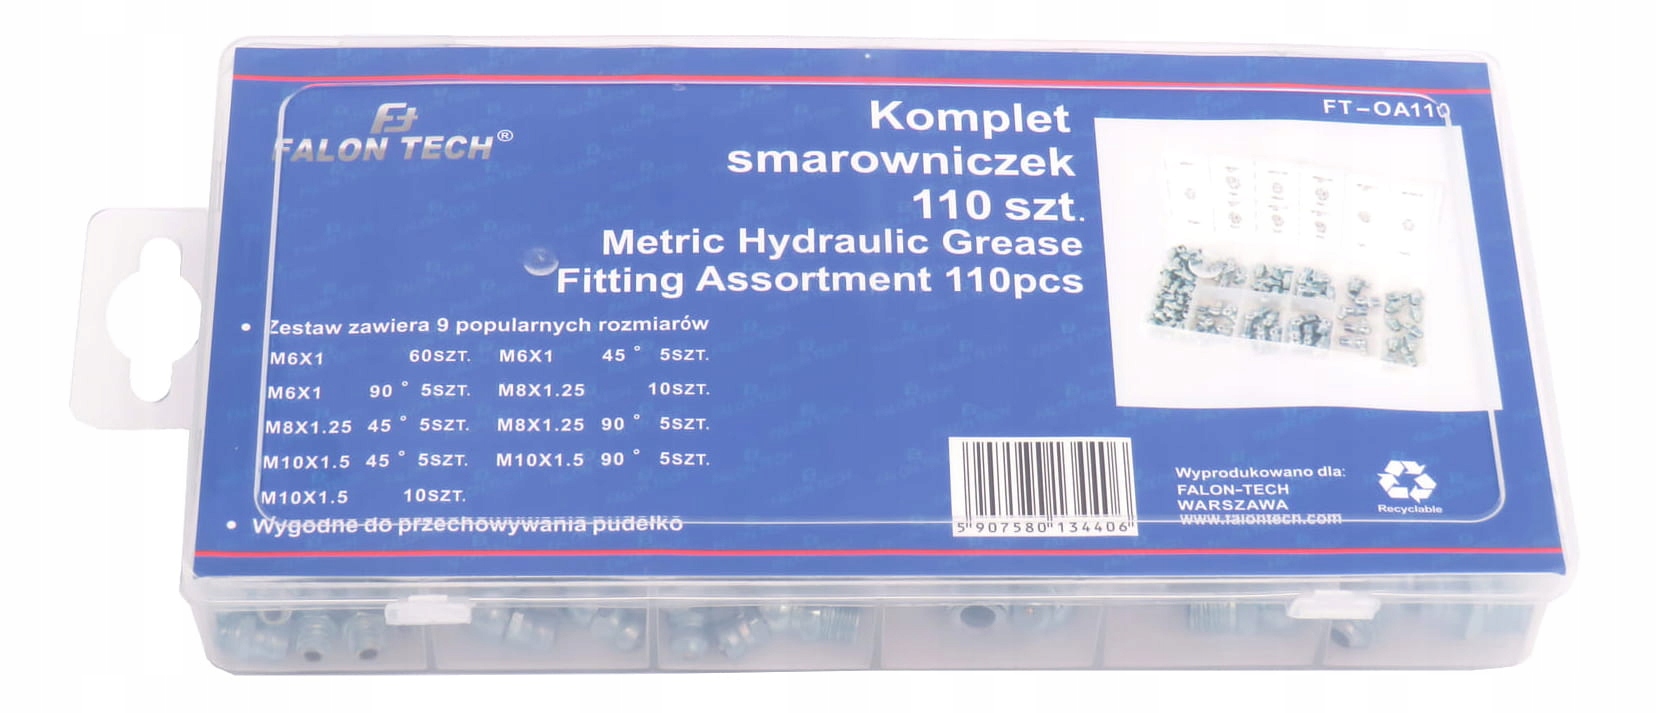 FT-OA110
FALON TECH®
Komplet
smarowniczek
110 szt.
Metric Hydraulic Grease
Fitting Assortment 110pcs
• Zestaw zawiera 9 popularnych rozmiarów
M6X1 60SZT. M6X1 45° 5SZT.
M6X1 90° 5SZT. M8X1.25 10SZT.
M8X1.25 45° 5SZT. M8X1.25 90° 5SZT.
M10X1.5 45° 5SZT. M10X1.5 90° 5SZT.
M10X1.5 10SZT.
• Wygodne do przechowywania pudełko
5 907580 134406
Wyprodukowano dla:
FALON-TECH
WARSZAWA
www.falontech.com
Recyclable